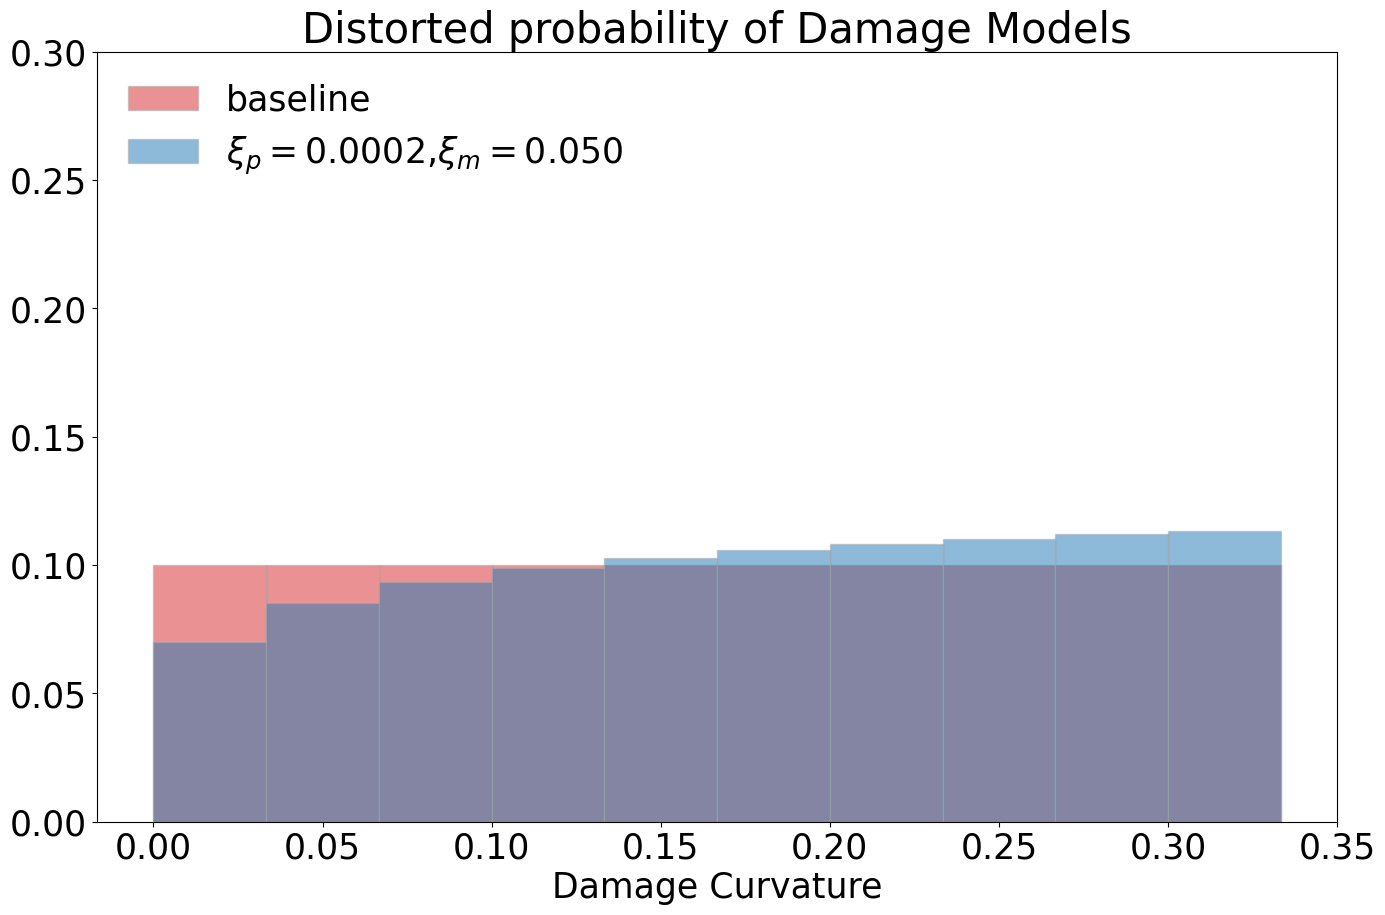 Distorted probability of Damage Models
0.30
0.25
0.20
0.15
0.10
0.05
0.00
baseline
ξp = 0.0002,ξm = 0.050
0.00 0.05 0.10 0.15 0.20 0.25 0.30 0.35
Damage Curvature